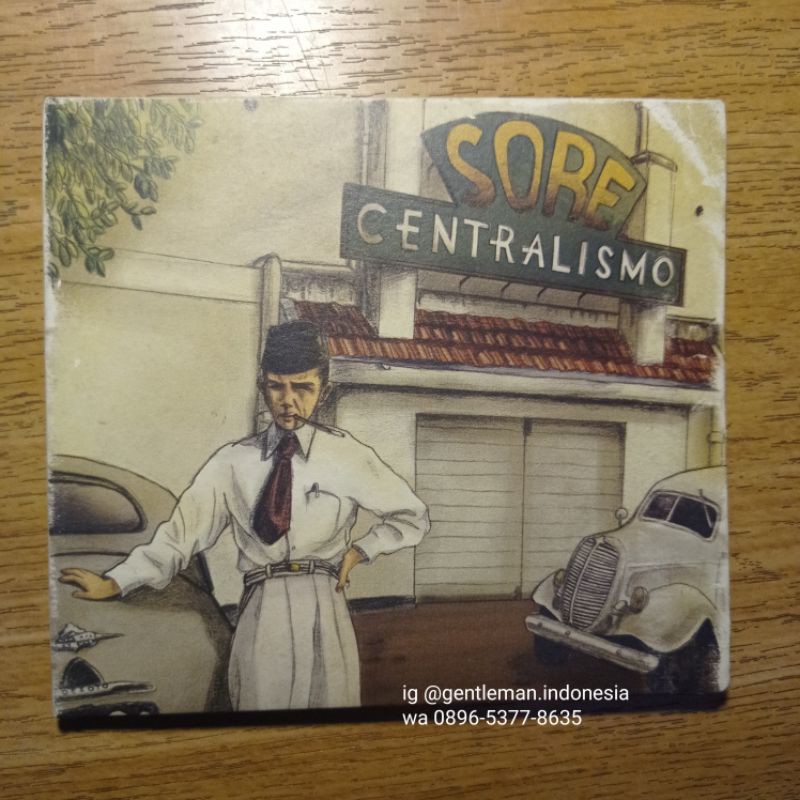 SORE
CENTRALISMO
ig @gentleman.indonesia
wa 0896-5377-8635